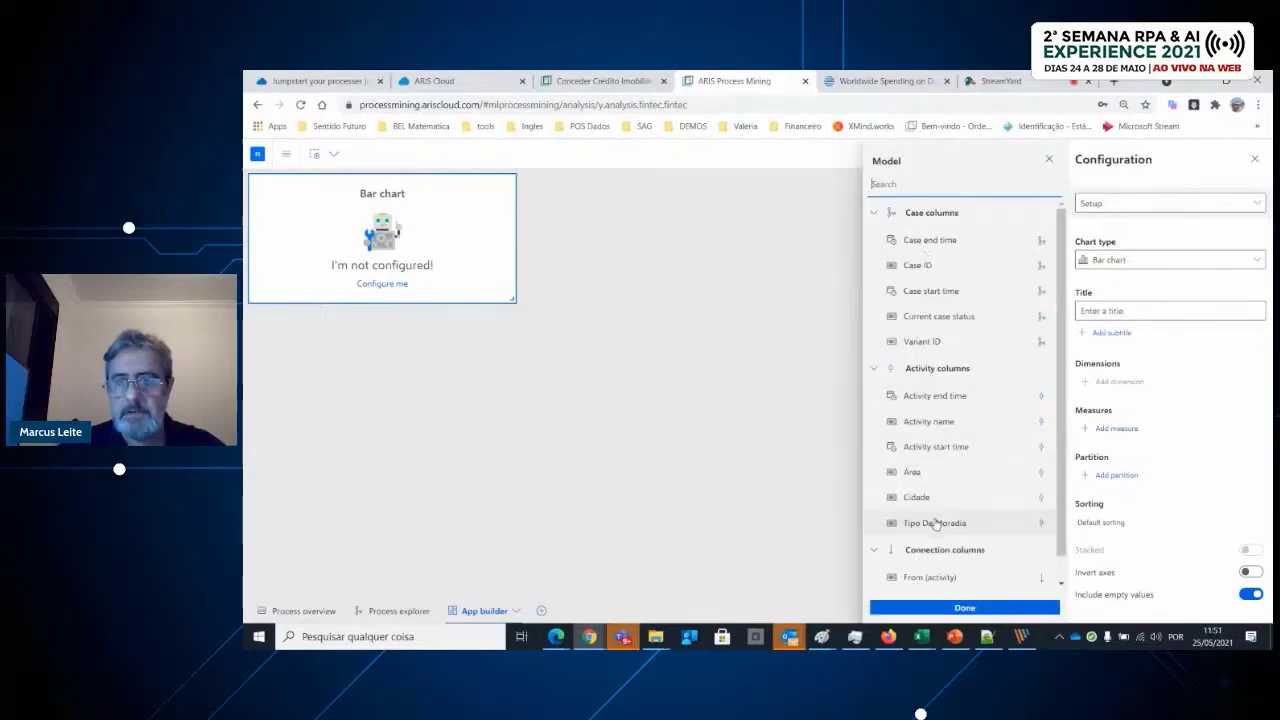 2ª SEMANA RPA & AI
EXPERIENCE 2021
DIAS 24 A 28 DE MAIO | AO VIVO NA WEB
Jumpstart your processes
ARIS Cloud
Conceder Crédito Imobiliá
ARIS Process Mining
Worldwide Spending on
StreamYard
processmining.ariscloud.com/#mlprocessmining/analysis/y.analysis.fintec.fintec
Apps
Sentido Futuro
BEL Matematica
tools
Ingles
POS Dados
SAG
DEMOS
Valeria
Financeiro
XMind.works
Bem-vindo - Orde...
Identificação - Está...
Microsoft Stream
Bar chart
I'm not configured!
Configure me
Model
Search
Case columns
Case end time
Case ID
Case start time
Current case status
Variant ID
Activity columns
Activity end time
Activity name
Activity start time
Área
Cidade
Tipo De Moradia
Connection columns
From (activity)
Done
Configuration
Setup
Chart type
Bar chart
Title
Enter a title.
Add subtitle
Dimensions
Add dimension
Measures
Add measure
Partition
Add partition
Sorting
Default sorting
Stacked
Invert axes
Include empty values
Marcus Leite
Process overview
Process explorer
App builder
Pesquisar qualquer coisa
POR
11:51
25/05/2021